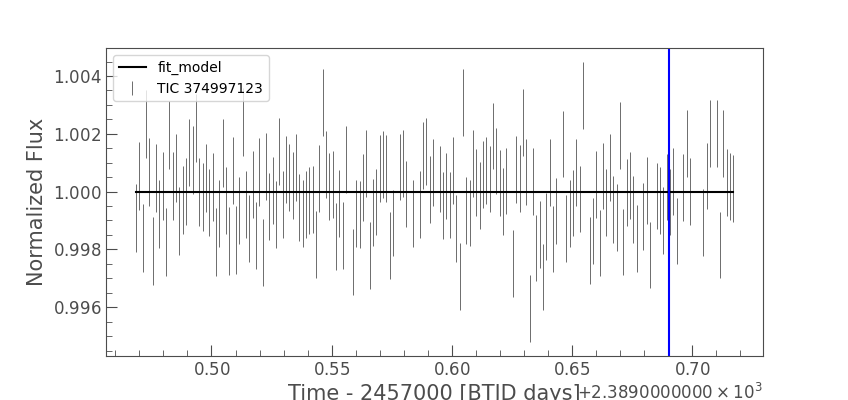 fit_model
TIC 374997123
Normalized Flux
1.004
1.002
1.000
0.998
0.996
0.50 0.55 0.60 0.65 0.70
Time - 2457000 [BTJD days]
+2.3890000000 × 10³